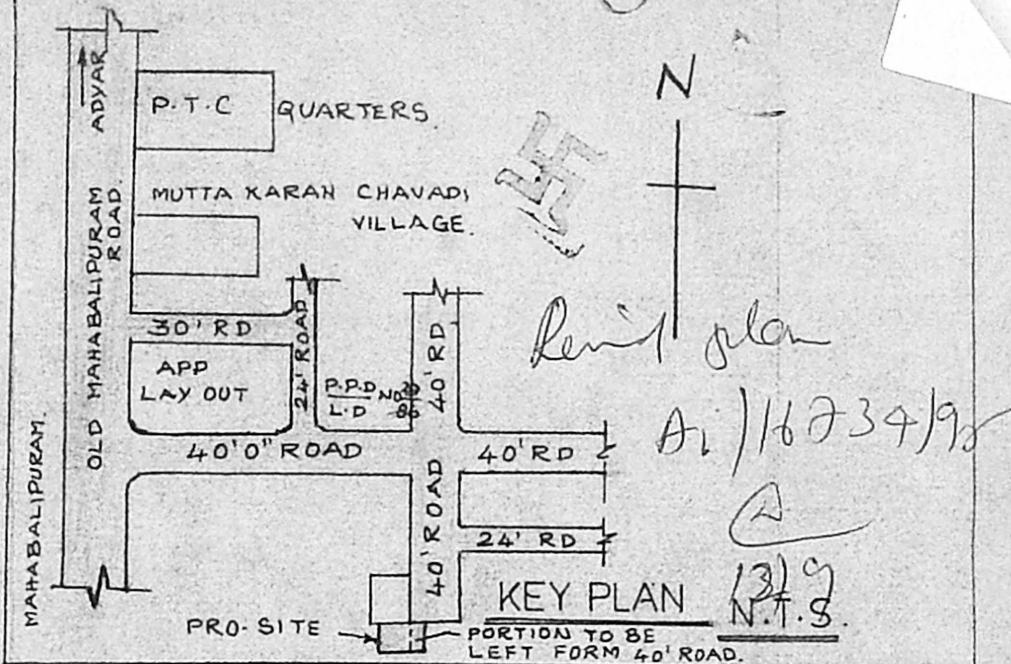 N
ADYAR
P.T.C QUARTERS.
MUTTA KARAN CHAVADI
VILLAGE.
OLD MAHABALIPURAM
ROAD.
30' RD
24' ROAD
40' RD
APP
LAY OUT
P.P.D
L.D
NO
40'0" ROAD
40' RD
40' ROAD
24' RD
MAHABALIPURAM.
KEY PLAN
N.T.S.
PRO-SITE
PORTION TO BE
LEFT FORM 40' ROAD.
plan